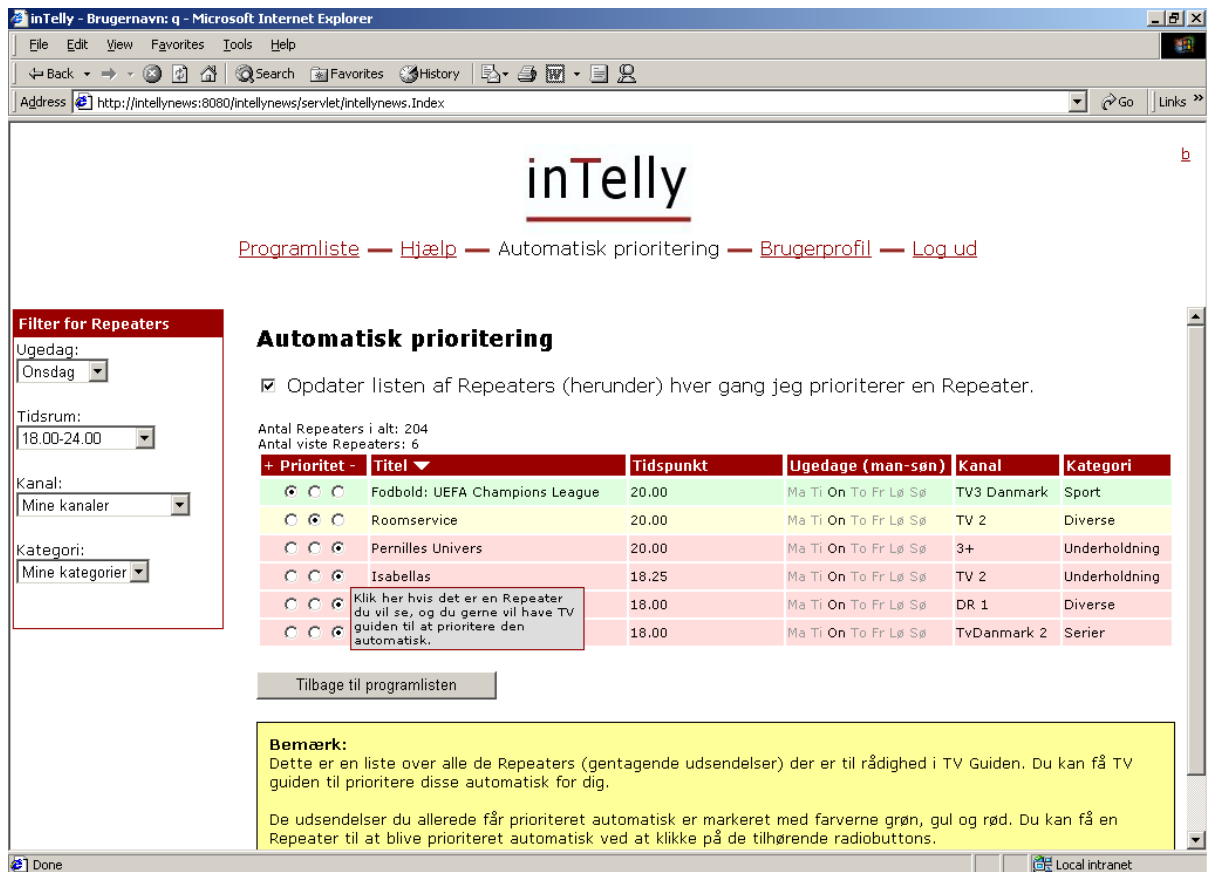 inTelly - Brugernavn: q - Microsoft Internet Explorer
File Edit View Favorites Tools Help
Back Search Favorites History
Address http://intellynews:8080/intellynews/servlet/intellynews.Index Go Links »
b
inTelly
Programliste — Hjælp — Automatisk prioritering — Brugerprofil — Log ud
Filter for Repeaters
Ugedag:
Onsdag
Tidsrum:
18.00-24.00
Kanal:
Mine kanaler
Kategori:
Mine kategorier
Automatisk prioritering
Opdater listen af Repeaters (herunder) hver gang jeg prioriterer en Repeater.
Antal Repeaters i alt: 204
Antal viste Repeaters: 6
+ Prioritet - Titel Tidspunkt Ugedage (man-søn) Kanal Kategori
Fodbold: UEFA Champions League 20.00 Ma Ti On To Fr Lø Sø TV3 Danmark Sport
Roomservice 20.00 Ma Ti On To Fr Lø Sø TV 2 Diverse
Pernilles Univers 20.00 Ma Ti On To Fr Lø Sø 3+ Underholdning
Isabellas 18.25 Ma Ti On To Fr Lø Sø TV 2 Underholdning
18.00 Ma Ti On To Fr Lø Sø DR 1 Diverse
18.00 Ma Ti On To Fr Lø Sø TvDanmark 2 Serier
Klik her hvis det er en Repeater
du vil se, og du gerne vil have TV
guiden til at prioritere den
automatisk.
Tilbage til programlisten
Bemærk:
Dette er en liste over alle de Repeaters (gentagende udsendelser) der er til rådighed i TV Guiden. Du kan få TV
guiden til at prioritere disse automatisk for dig.
De udsendelser du allerede får prioriteret automatisk er markeret med farverne grøn, gul og rød. Du kan få en
Repeater til at blive prioriteret automatisk ved at klikke på de tilhørende radiobuttons.
Done Local intranet